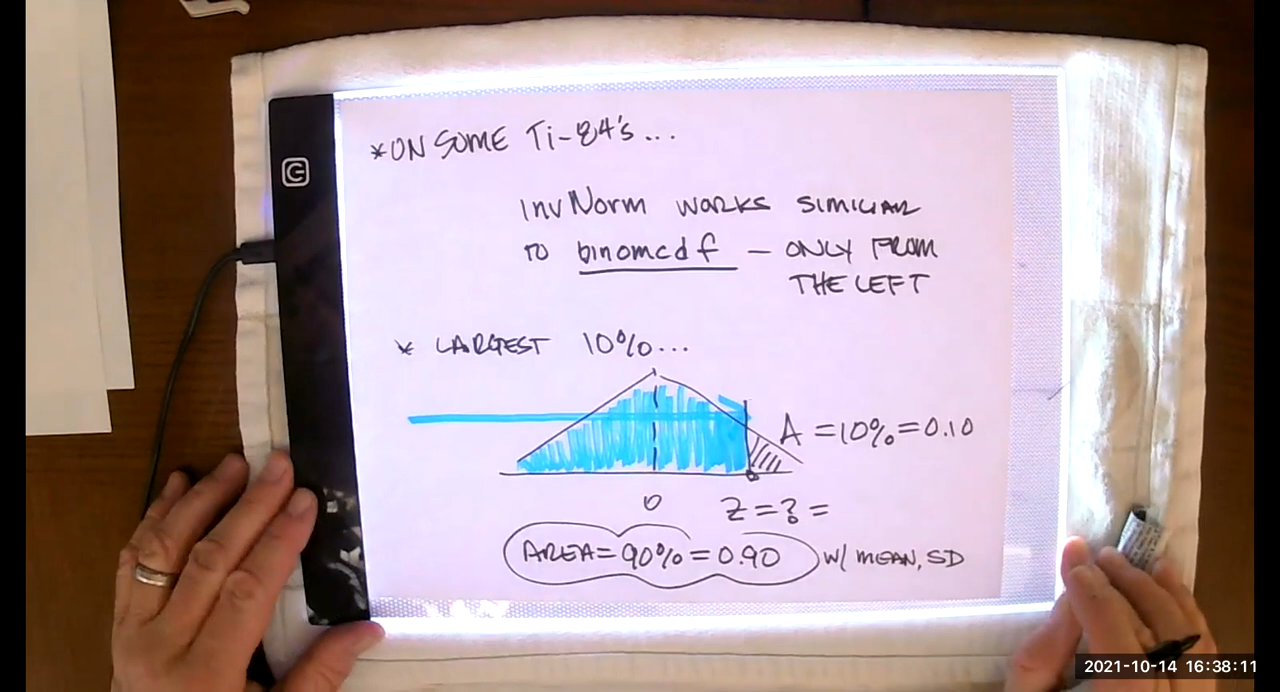 *ON SOME Ti-84's...
invNorm WORKS SIMILIAR
TO binomcdf – ONLY FROM
THE LEFT
* LARGEST 10%...
A = 10% = 0.10
0 Z = ? =
AREA = 90% = 0.90 W/ MEAN, SD
2021-10-14 16:38:11